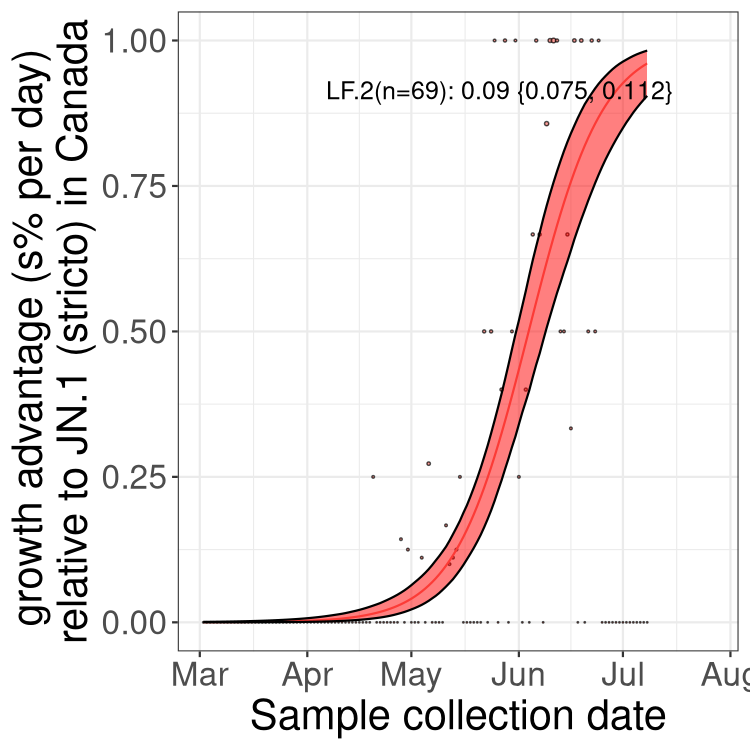 growth advantage (s% per day)
relative to JN.1 (stricto) in Canada
1.00
0.75
0.50
0.25
0.00
LF.2(n=69): 0.09 {0.075, 0.112}
Mar Apr May Jun Jul Aug
Sample collection date